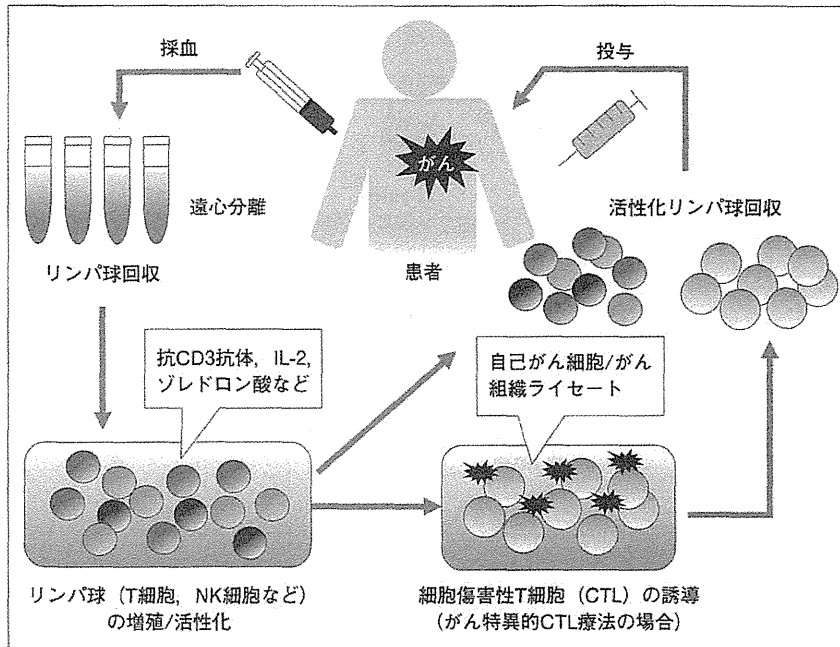 採血
投与
がん
遠心分離
活性化リンパ球回収
リンパ球回収
患者
抗CD3抗体，IL-2，
ゾレドロン酸など
自己がん細胞/がん
組織ライセート
リンパ球（T細胞，NK細胞など）
の増殖/活性化
細胞傷害性T細胞（CTL）の誘導
（がん特異的CTL療法の場合）